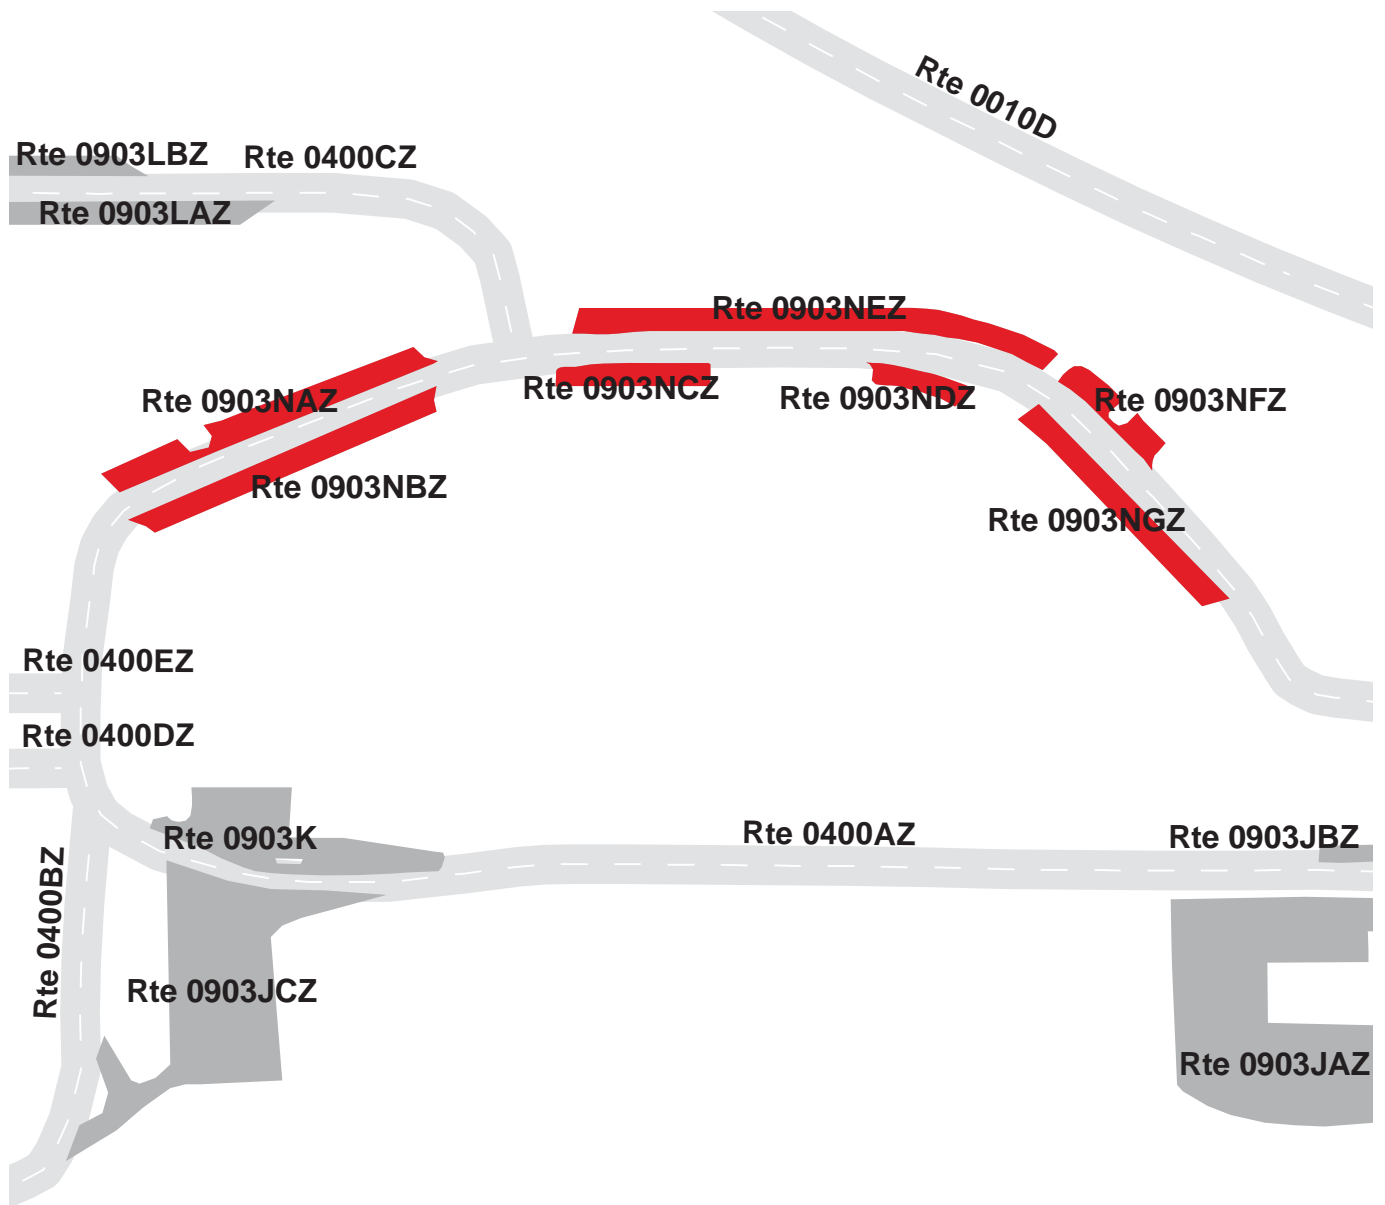 Rte 0010D
Rte 0903LBZ
Rte 0400CZ
Rte 0903LAZ
Rte 0903NEZ
Rte 0903NAZ
Rte 0903NCZ
Rte 0903NDZ
Rte 0903NFZ
Rte 0903NBZ
Rte 0903NGZ
Rte 0400EZ
Rte 0400DZ
Rte 0903K
Rte 0400AZ
Rte 0903JBZ
Rte 0400BZ
Rte 0903JCZ
Rte 0903JAZ